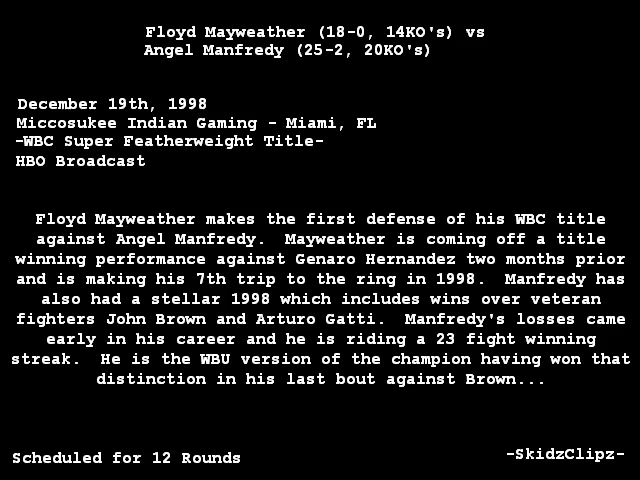 Floyd Mayweather (18-0, 14KO's) vs
Angel Manfredy (25-2, 20KO's)
December 19th, 1998
Miccosukee Indian Gaming - Miami, FL
-WBC Super Featherweight Title-
HBO Broadcast
Floyd Mayweather makes the first defense of his WBC title
against Angel Manfredy.  Mayweather is coming off a title
winning performance against Genaro Hernandez two months prior
and is making his 7th trip to the ring in 1998.  Manfredy has
also had a stellar 1998 which includes wins over veteran
fighters John Brown and Arturo Gatti.  Manfredy's losses came
early in his career and he is riding a 23 fight winning
streak.  He is the WBU version of the champion having won that
distinction in his last bout against Brown...
Scheduled for 12 Rounds
-SkidzClipz-